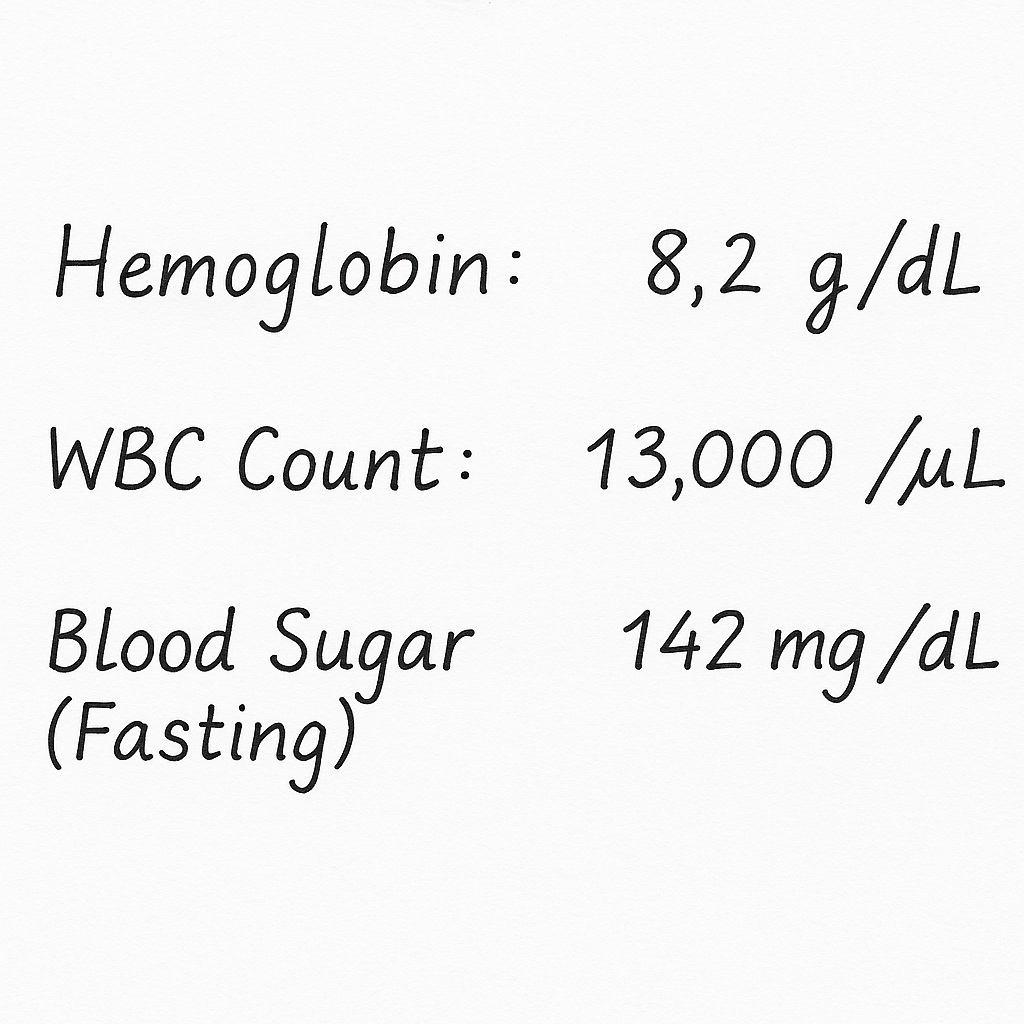 Hemoglobin: 8,2 g/dL
WBC Count: 13,000 /µL
Blood Sugar 142 mg/dL
(Fasting)